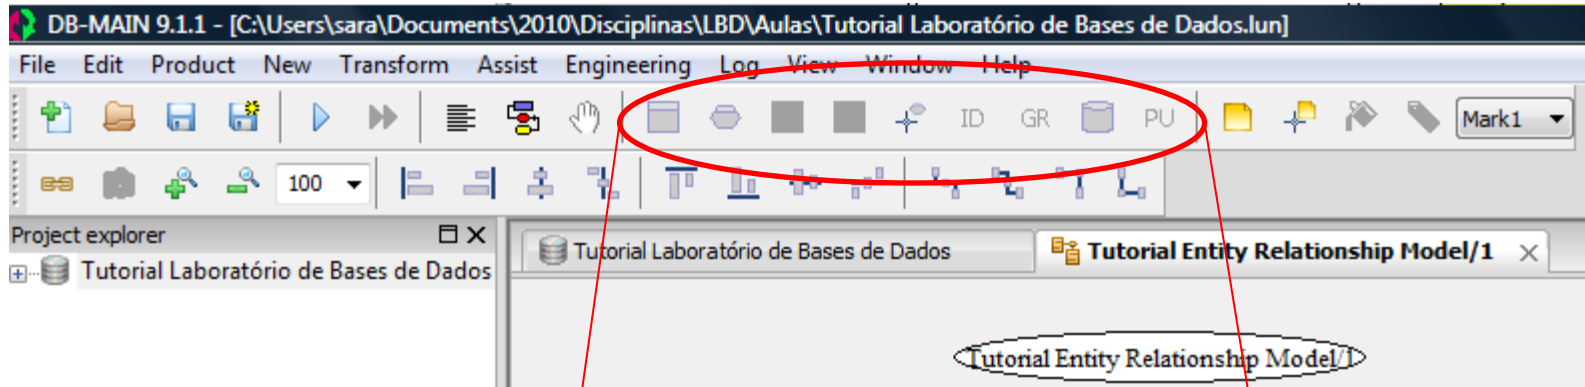 DB-MAIN 9.1.1 - [C:\Users\sara\Documents\2010\Disciplinas\LBD\Aulas\Tutorial Laboratório de Bases de Dados.lun]
File Edit Product New Transform Assist Engineering Log View Window Help
ID GR PU Mark1
100
Project explorer
Tutorial Laboratório de Bases de Dados
Tutorial Laboratório de Bases de Dados Tutorial Entity Relationship Model/1
Tutorial Entity Relationship Model/1